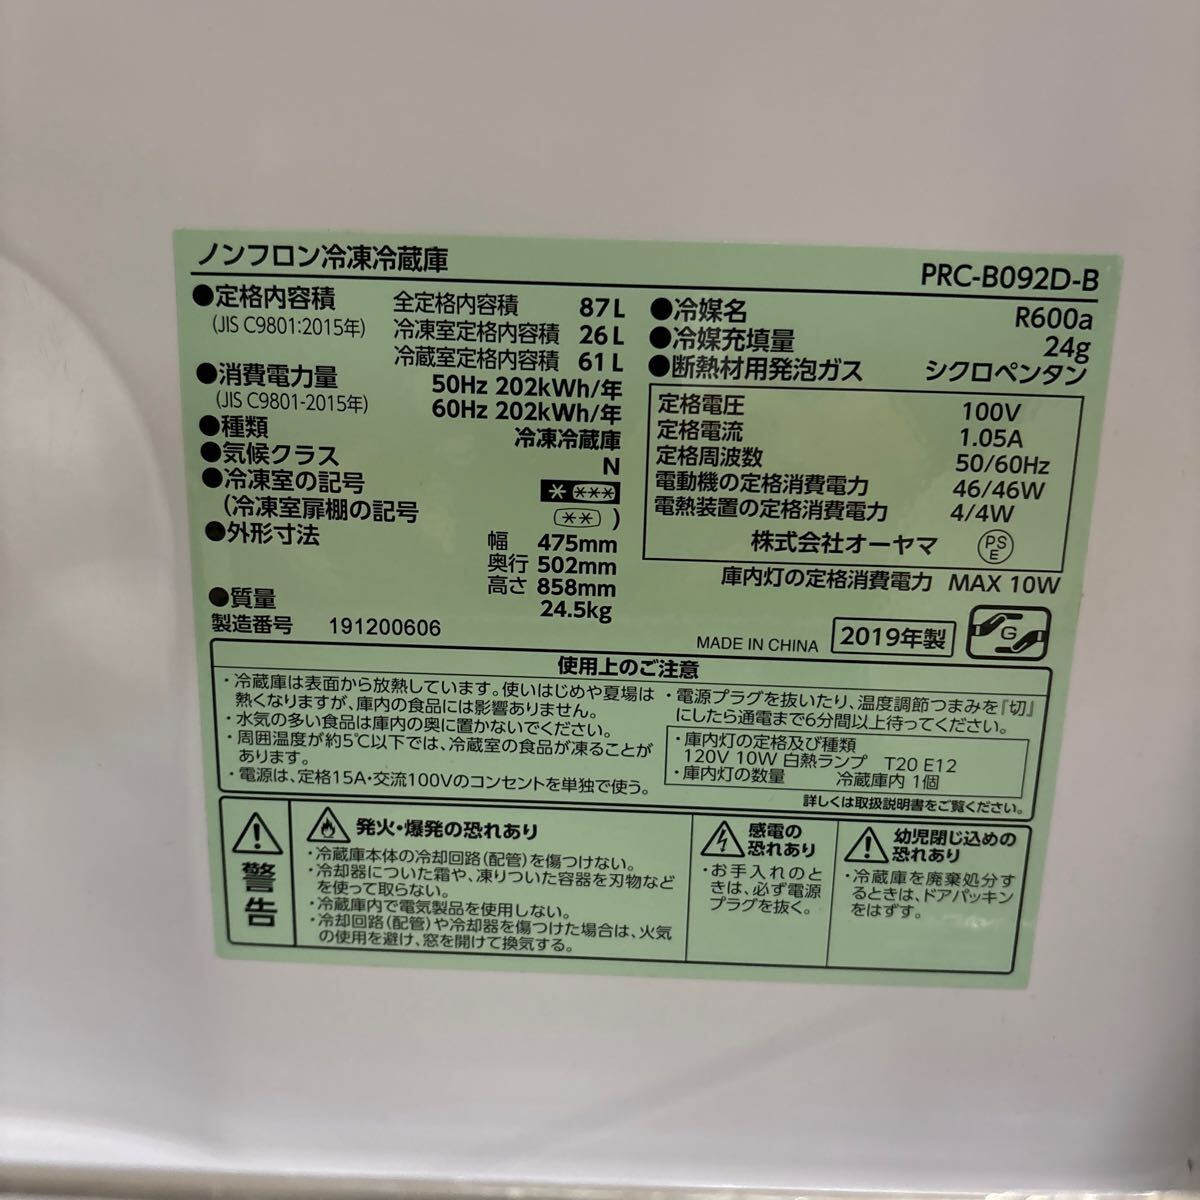 ノンフロン冷凍冷蔵庫
PRC-B092D-B
●定格内容積
(JIS C9801:2015年)
全定格内容積 87L
冷凍室定格内容積 26L
冷蔵室定格内容積 61L
●消費電力量
(JIS C9801-2015年)
50Hz 202kWh/年
60Hz 202kWh/年
●種類 冷凍冷蔵庫
●気候クラス N
●冷凍室の記号 * ***
(冷凍室扉棚の記号 ** )
●外形寸法
幅 475mm
奥行 502mm
高さ 858mm
●質量 24.5kg
製造番号 191200606
●冷媒名 R600a
●冷媒充填量 24g
●断熱材用発泡ガス シクロペンタン
定格電圧 100V
定格電流 1.05A
定格周波数 50/60Hz
電動機の定格消費電力 46/46W
電熱装置の定格消費電力 4/4W
株式会社オーヤマ PSE
庫内灯の定格消費電力 MAX 10W
MADE IN CHINA 2019年製 G
使用上のご注意
・冷蔵庫は表面から放熱しています。使いはじめや夏場は
熱くなりますが、庫内の食品には影響ありません。
・水気の多い食品は庫内の奥に置かないでください。
・周囲温度が約5℃以下では、冷蔵室の食品が凍ることが
あります。
・電源は、定格15A・交流100Vのコンセントを単独で使う。
・電源プラグを抜いたり、温度調節つまみを『切』
にしたら通電まで6分間以上待ってください。
・庫内灯の定格及び種類
120V 10W 白熱ランプ T20 E12
・庫内灯の数量 冷蔵庫内 1個
詳しくは取扱説明書をご覧ください。
警告
発火・爆発の恐れあり
・冷蔵庫本体の冷却回路(配管)を傷つけない。
・冷却器についた霜や、凍りついた容器を刃物など
を使って取らない。
・冷蔵庫内で電気製品を使用しない。
・冷却回路(配管)や冷却器を傷つけた場合は、火気
の使用を避け、窓を開けて換気する。
感電の
恐れあり
・お手入れのと
きは、必ず電源
プラグを抜く。
幼児閉じ込めの
恐れあり
・冷蔵庫を廃棄処分す
るときは、ドアパッキン
をはずす。